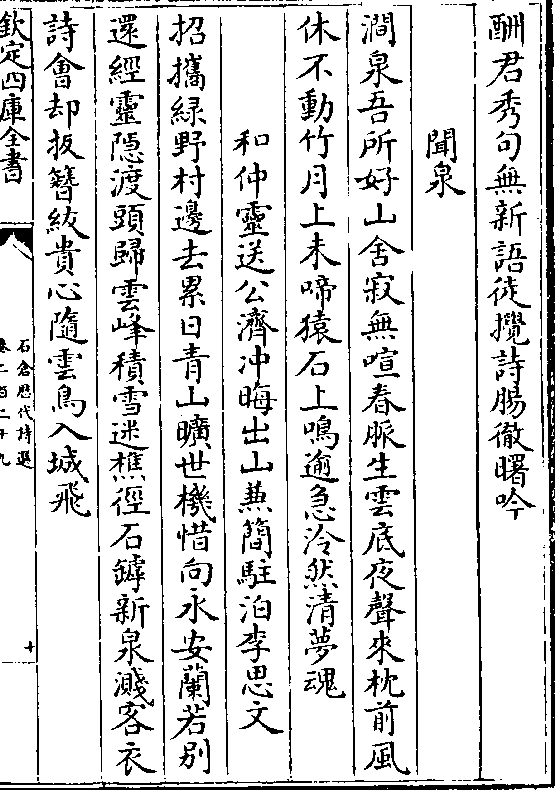 酬君秀句無新語徒攪詩腸徹曙吟
聞泉
澗泉吾所好山舍寂無喧春脈生雲底夜聲來枕前風
休不動竹月上未啼猿石上鳴逾急泠然清夢魂
和仲靈送公濟冲晦出山蒹簡駐泊李思文
招攜緑野村邊去累日青山曠世機惜向永安蘭若别
還經靈隱渡頭歸雲峰積雪迷樵徑石罅新泉濺客衣
詩會却扳簪紱貴心隨雲鳥入城飛
欽定四庫全書
石倉歷代詩選
卷二百二十九
十